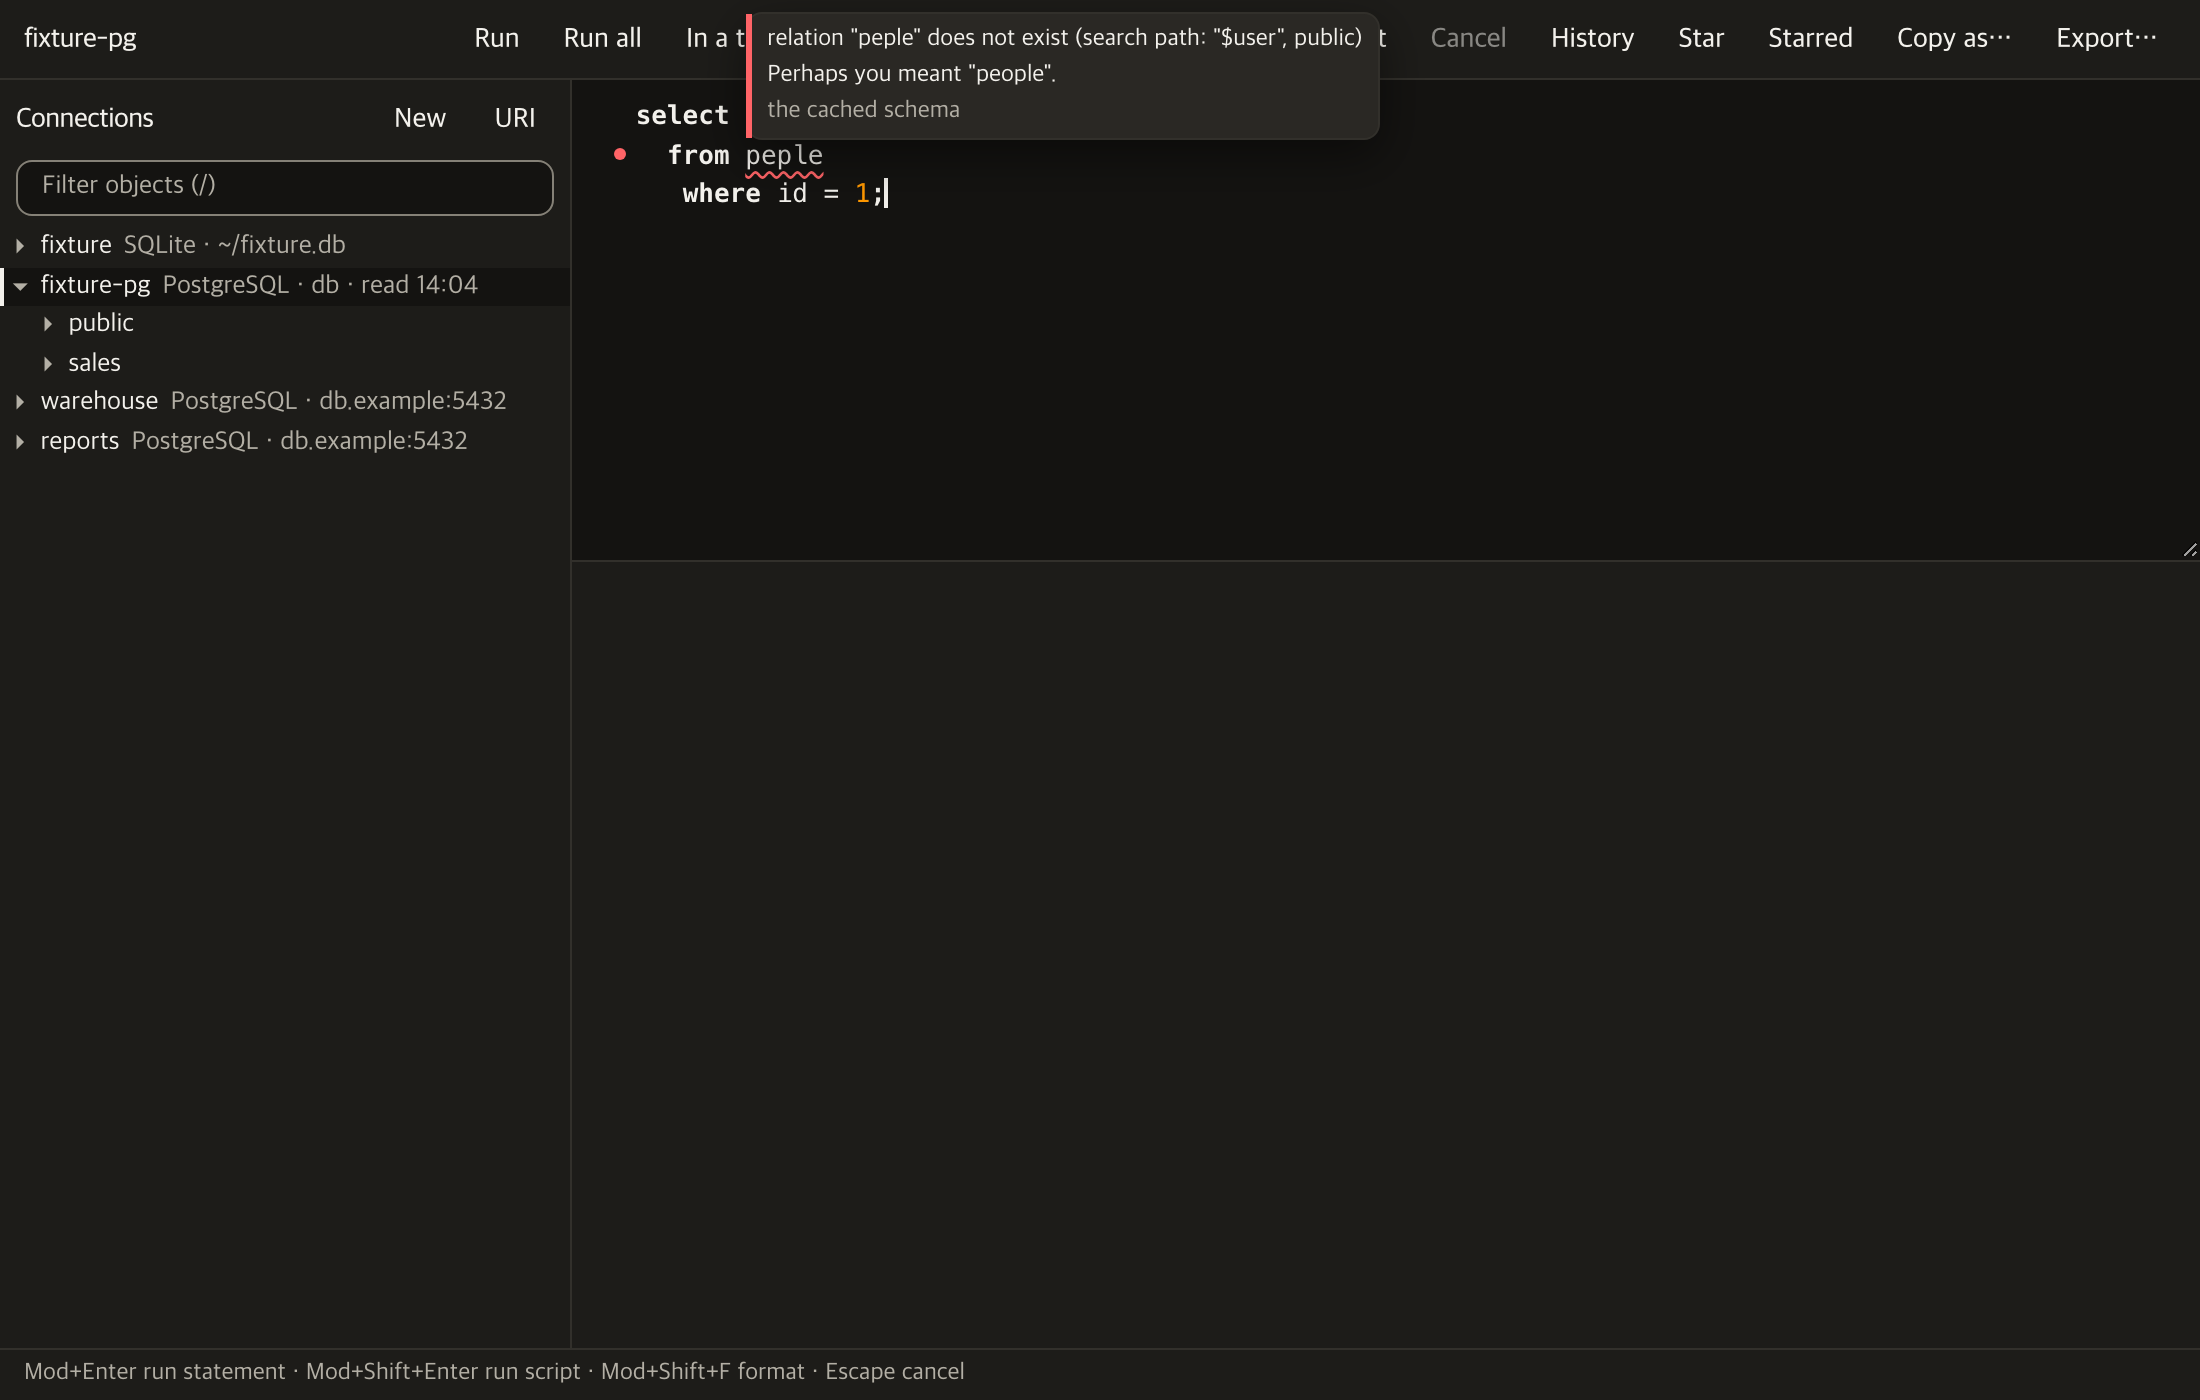 fixture-pg Run Run all In a t t Cancel History Star Starred Copy as··· Export···
relation "peple" does not exist (search path: "$user", public)
Perhaps you meant "people".
the cached schema
Connections New URI
Filter objects (/)
fixture SQLite · ~/fixture.db
fixture-pg PostgreSQL · db · read 14:04
public
sales
warehouse PostgreSQL · db.example:5432
reports PostgreSQL · db.example:5432
select
from peple
where id = 1;
Mod+Enter run statement · Mod+Shift+Enter run script · Mod+Shift+F format · Escape cancel